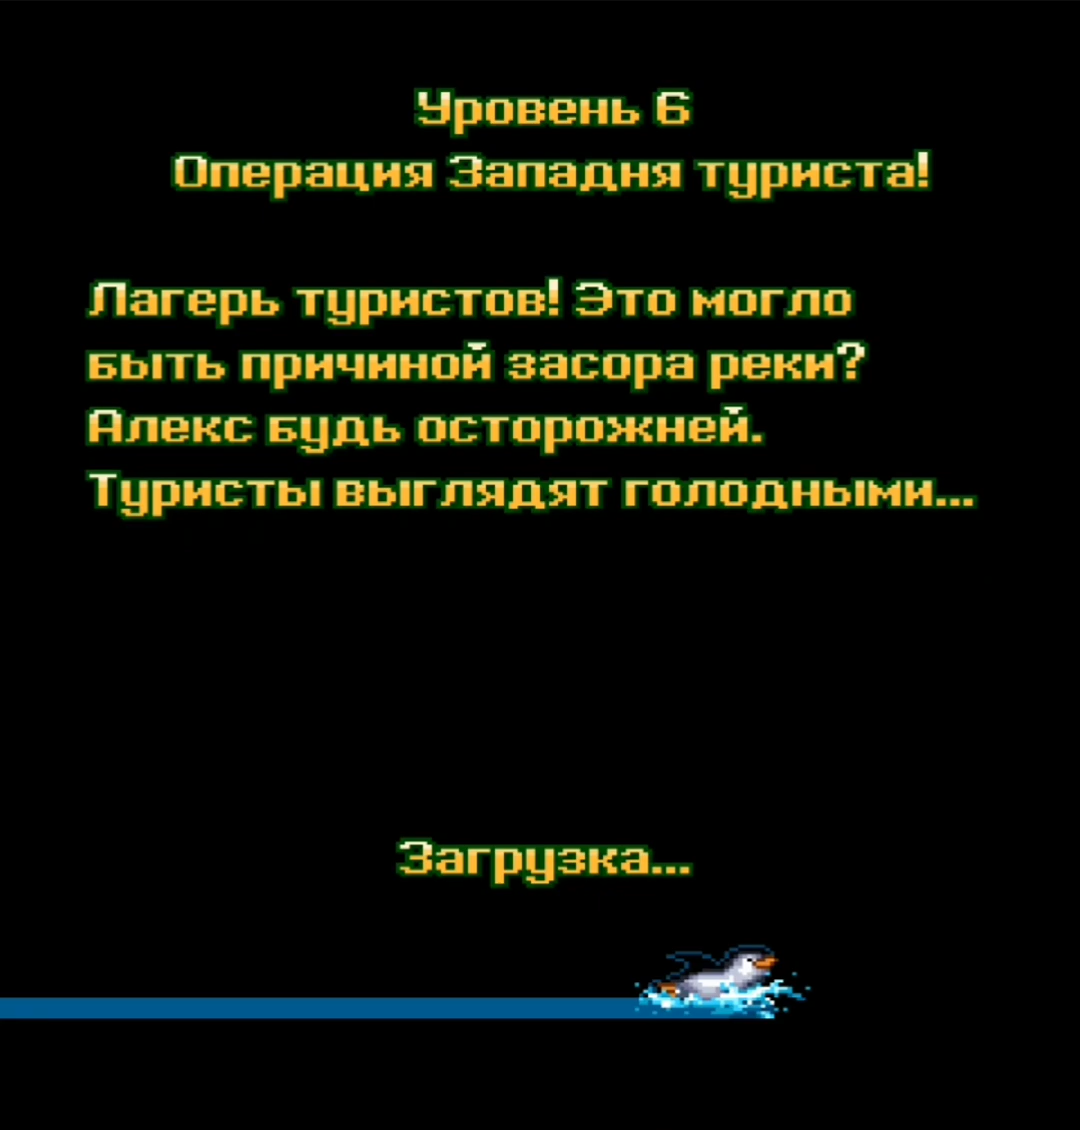 Уровень 6
Операция Западня туриста!
Лагерь туристов! Это могло
быть причиной засора реки?
Алекс будь осторожней.
Туристы выглядят голодными...
Загрузка...